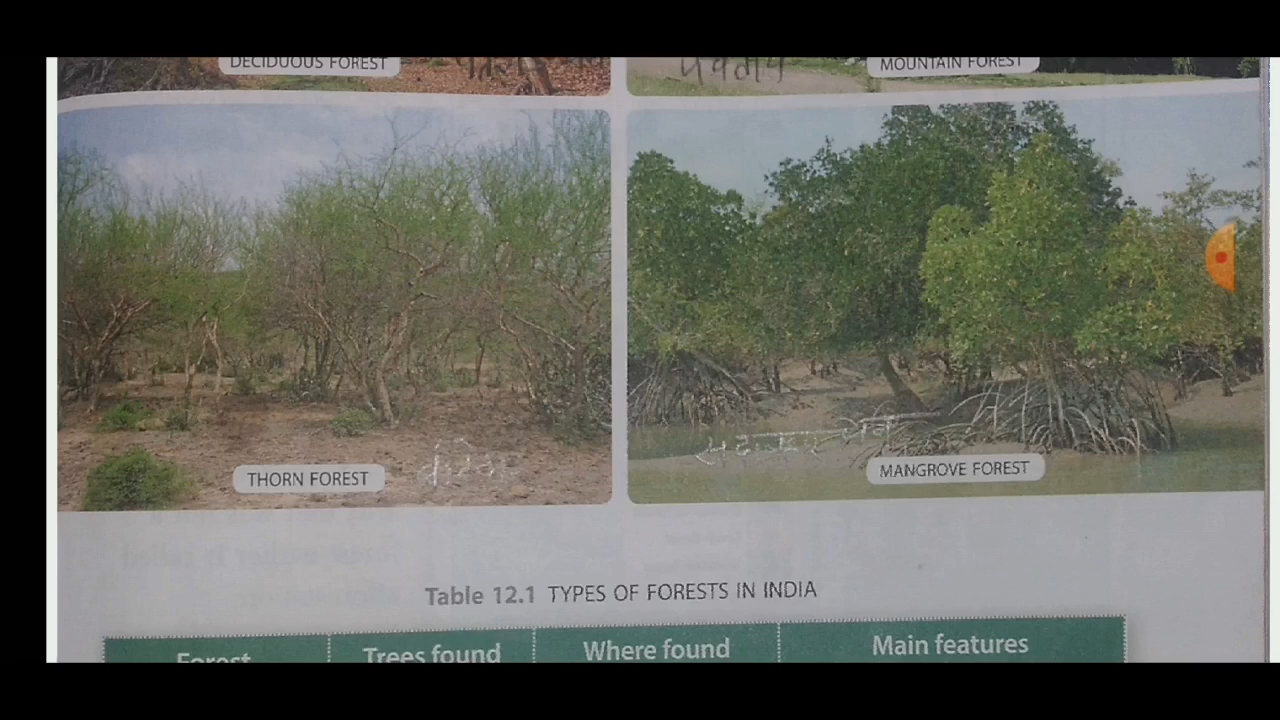 DECIDUOUS FOREST
MOUNTAIN FOREST
THORN FOREST
MANGROVE FOREST
Table 12.1 TYPES OF FORESTS IN INDIA
Forest Trees found Where found Main features